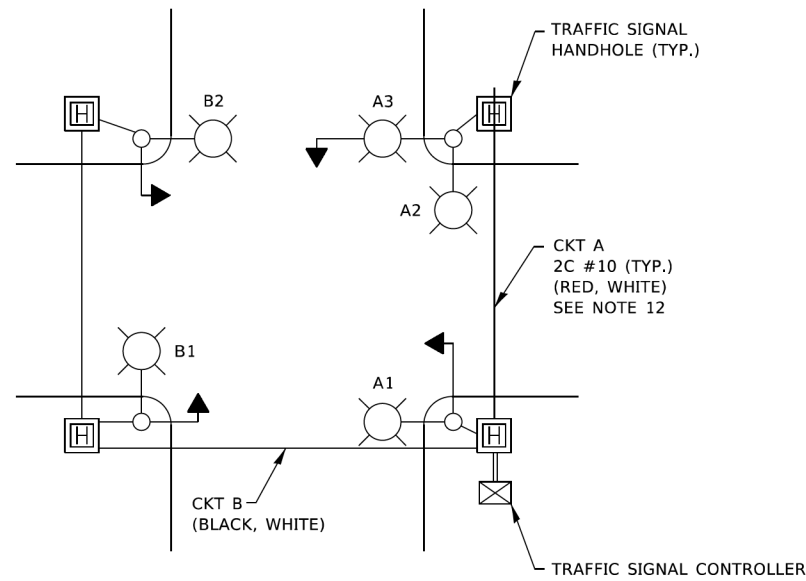 TRAFFIC SIGNAL
HANDHOLE (TYP.)
H
B2
A3
H
A2
CKT A
2C #10 (TYP.)
(RED, WHITE)
SEE NOTE 12
B1
A1
H
H
CKT B
(BLACK, WHITE)
TRAFFIC SIGNAL CONTROLLER